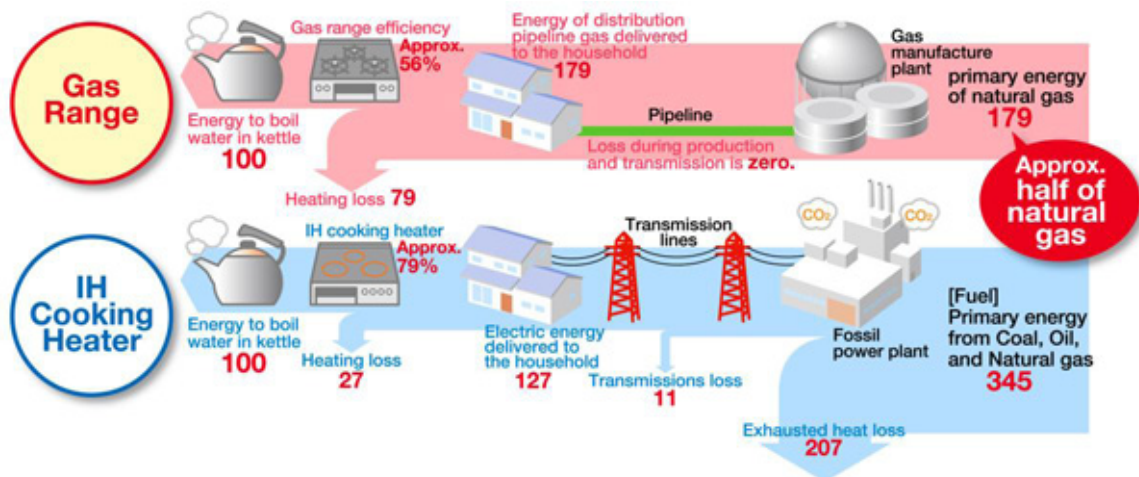 Gas
Range
Gas range efficiency
Approx.
56%
Energy to boil
water in kettle
100
Heating loss 79
Energy of distribution
pipeline gas delivered
to the household
179
Pipeline
Loss during production
and transmission is zero.
Gas
manufacture
plant
primary energy
of natural gas
179
Approx.
half of
natural
gas
IH
Cooking
Heater
IH cooking heater
Approx.
79%
Energy to boil
water in kettle
100
Heating loss
27
Electric energy
delivered to
the household
127
Transmission
lines
Transmissions loss
11
CO₂
CO₂
Fossil
power plant
[Fuel]
Primary energy
from Coal, Oil,
and Natural gas
345
Exhausted heat loss
207